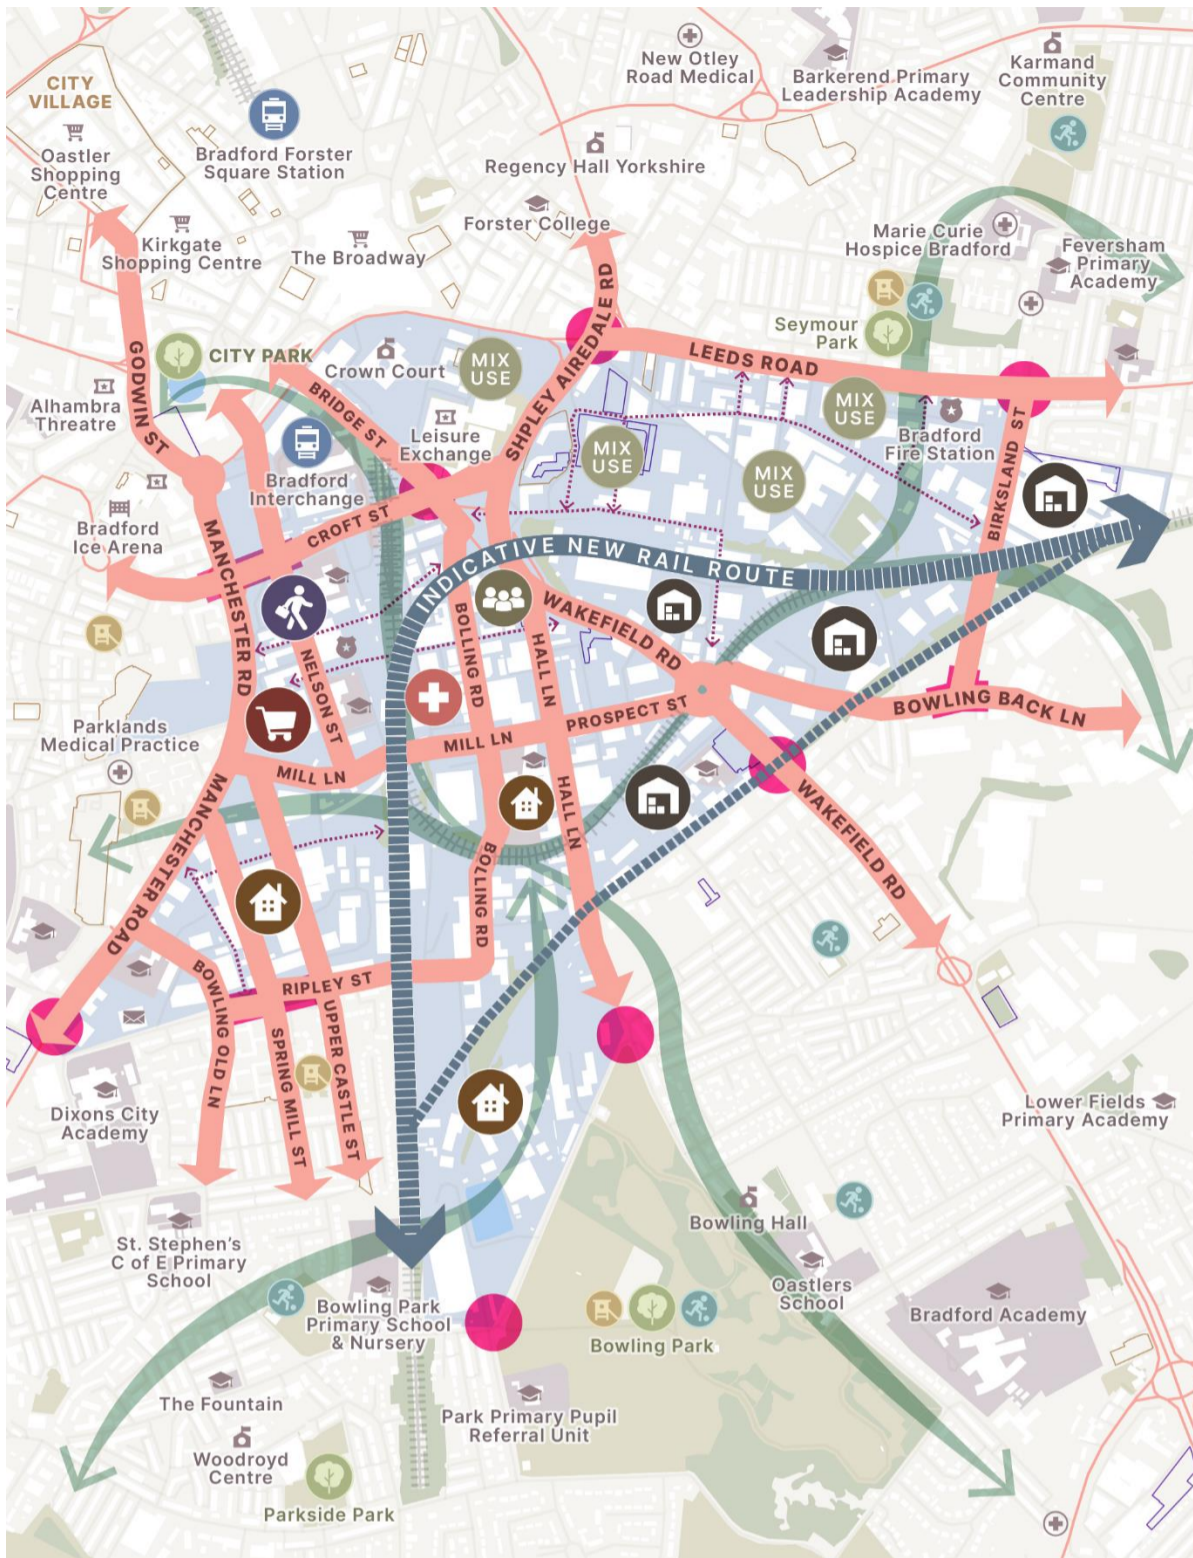 New Otley
Road Medical
Barkerend Primary
Leadership Academy
Karmand
Community
Centre
CITY
VILLAGE
Oastler
Shopping
Centre
Bradford Forster
Square Station
Regency Hall Yorkshire
Forster College
Kirkgate
Shopping Centre
The Broadway
Marie Curie
Hospice Bradford
Feversham
Primary
Academy
Seymour
Park
SHPLEY AIREDALE RD
LEEDS ROAD
GODWIN ST
CITY PARK
Crown Court
MIX
USE
BRIDGE ST
Alhambra
Threatre
Leisure
Exchange
MIX
USE
MIX
USE
MIX
USE
Bradford
Fire Station
BIRKSLAND ST
Bradford
Interchange
Bradford
Ice Arena
CROFT ST
MANCHESTER RD
INDICATIVE NEW RAIL ROUTE
WAKEFIELD RD
BOLLING RD
HALL LN
NELSON ST
BOWLING BACK LN
PROSPECT ST
MILL LN
Parklands
Medical Practice
MILL LN
MANCHESTER ROAD
HALL LN
WAKEFIELD RD
BOLLING RD
RIPLEY ST
BOWLING OLD LN
SPRING MILL ST
UPPER CASTLE ST
Dixons City
Academy
Lower Fields
Primary Academy
St. Stephen's
C of E Primary
School
Bowling Hall
Oastlers
School
Bradford Academy
Bowling Park
Primary School
& Nursery
Bowling Park
The Fountain
Park Primary Pupil
Referral Unit
Woodroyd
Centre
Parkside Park